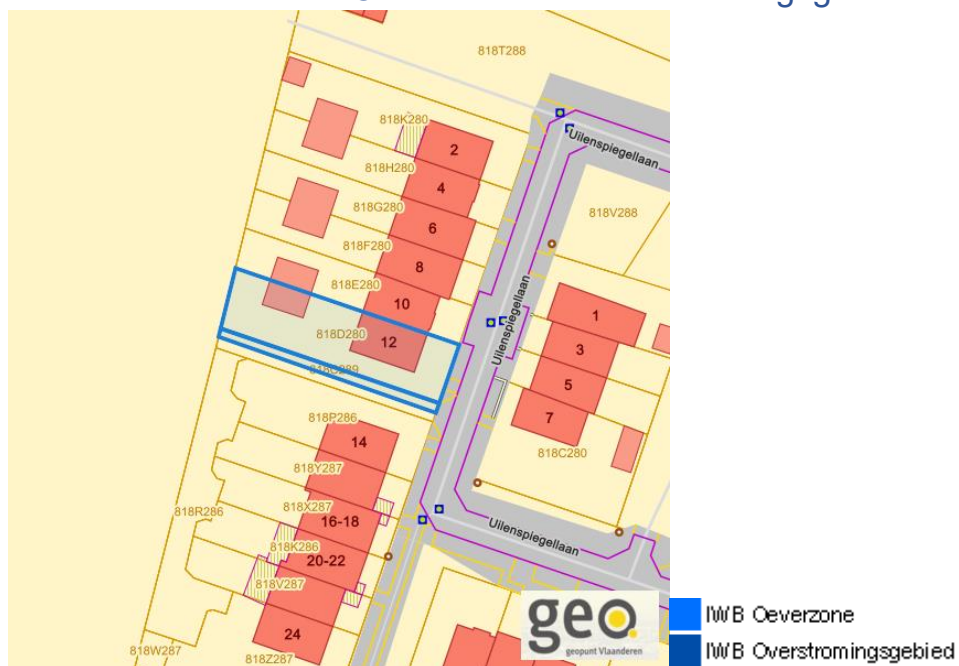 818T288
818K280
2
Uilenspiegellaan
818H280
4
818G280
6
818V288
818F280
8
818E280
10
Uilenspiegellaan
1
818D280
12
3
5
7
818P286
14
818C280
818Y287
818R286
818X287
16-18
Uilenspiegellaan
818K286
20-22
818V287
24
818W287
818Z287
geo
geopunt Vlaanderen
IWB Oeverzone
IWB Overstromingsgebied